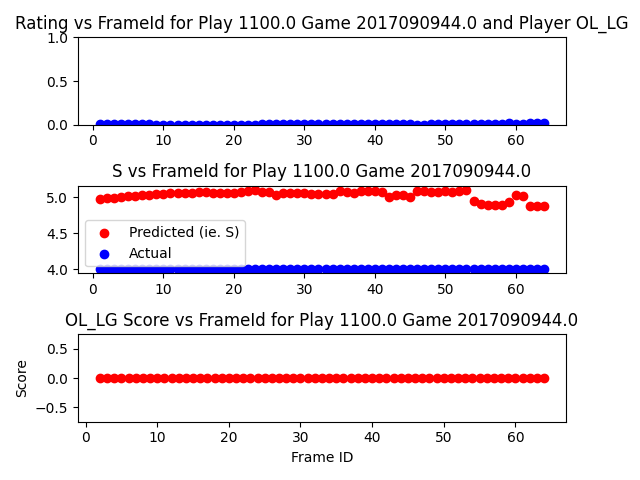 Rating vs FrameId for Play 1100.0 Game 2017090944.0 and Player OL_LG
1.0
0.5
0.0
0 10 20 30 40 50 60
S vs FrameId for Play 1100.0 Game 2017090944.0
5.0
4.5
4.0
Predicted (ie. S)
Actual
0 10 20 30 40 50 60
OL_LG Score vs FrameId for Play 1100.0 Game 2017090944.0
Score
0.5
0.0
−0.5
0 10 20 30 40 50 60
Frame ID